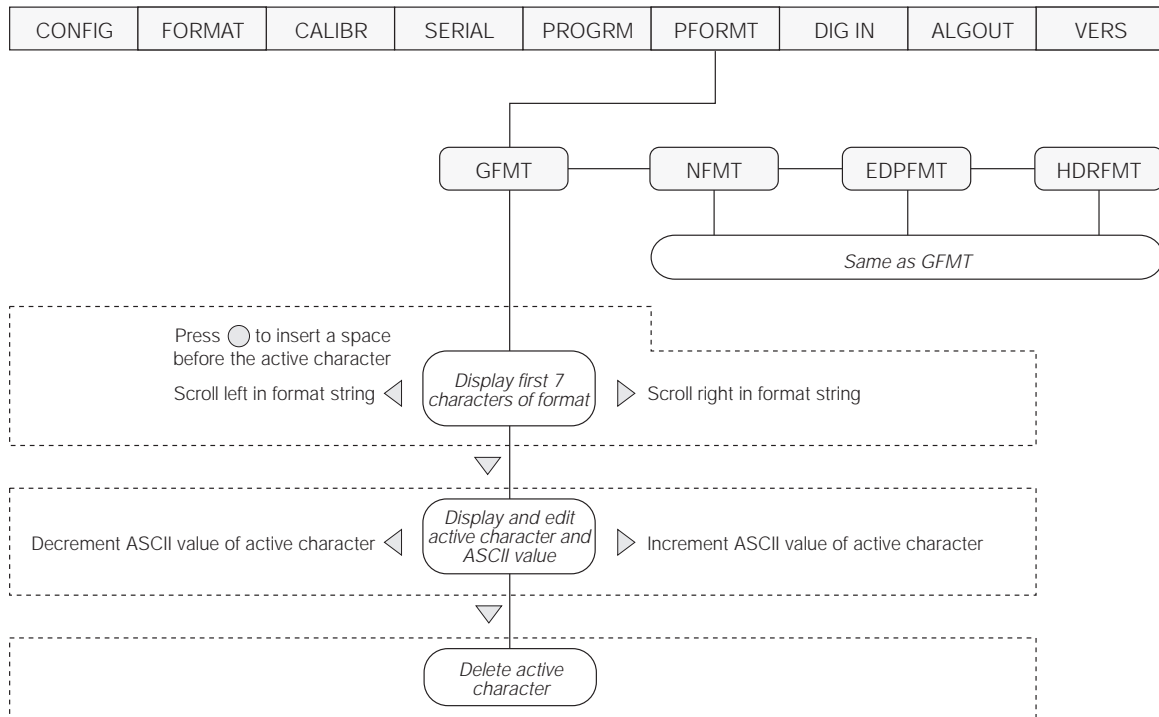 CONFIG FORMAT CALIBR SERIAL PROGRM PFORMT DIG IN ALGOUT VERS
GFMT NFMT EDPFMT HDRFMT
Same as GFMT
Press to insert a space
before the active character
Scroll left in format string
Display first 7
characters of format
Scroll right in format string
Decrement ASCII value of active character
Display and edit
active character and
ASCII value
Increment ASCII value of active character
Delete active
character